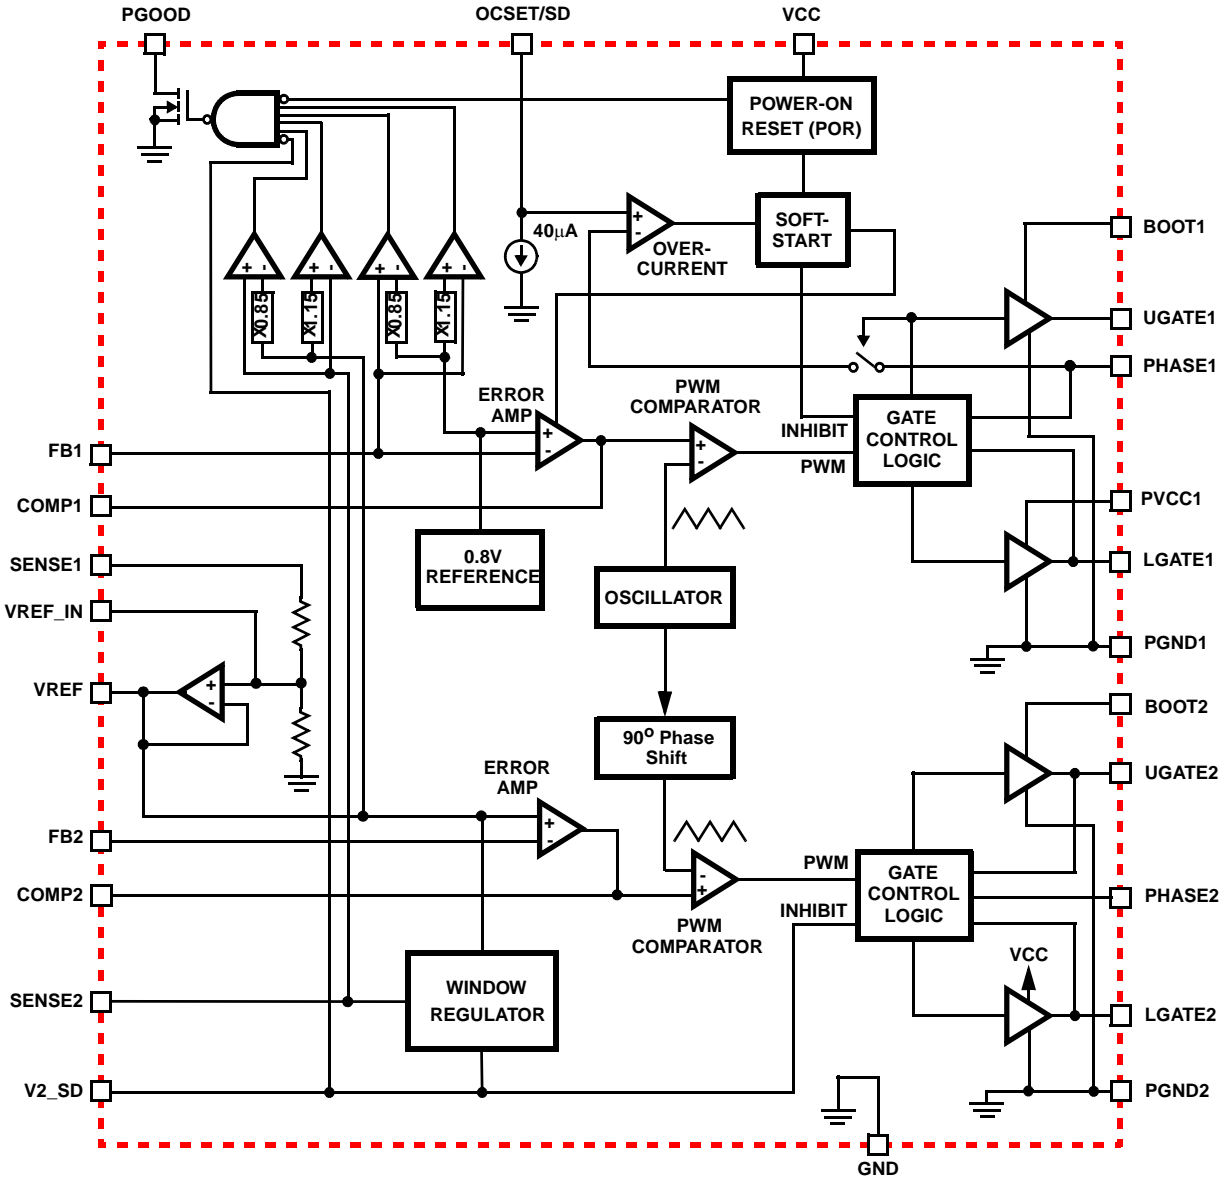 PGOOD
OCSET/SD
VCC
POWER-ON
RESET (POR)
SOFT-
START
40µA
+
-
OVER-
CURRENT
BOOT1
UGATE1
PHASE1
+ -
+ -
+ -
+ -
X0.85
X1.15
X0.85
X1.15
ERROR
AMP
+
-
PWM
COMPARATOR
+
-
INHIBIT
PWM
GATE
CONTROL
LOGIC
FB1
COMP1
PVCC1
SENSE1
0.8V
REFERENCE
OSCILLATOR
LGATE1
VREF_IN
PGND1
VREF
+
-
BOOT2
90o Phase
Shift
UGATE2
ERROR
AMP
+
-
FB2
PWM
-
+
GATE
CONTROL
LOGIC
COMP2
INHIBIT
PHASE2
PWM
COMPARATOR
VCC
WINDOW
REGULATOR
SENSE2
LGATE2
V2_SD
PGND2
GND